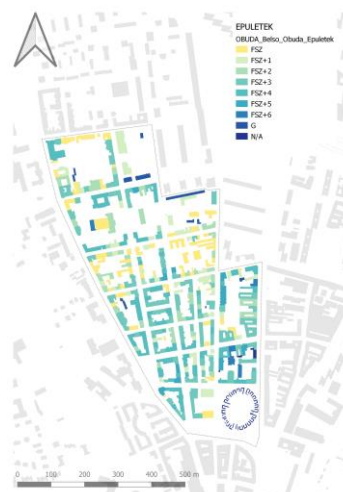 EPULETEK
OBUDA_Belso_Obuda_Epuletek
FSZ
FSZ+1
FSZ+2
FSZ+3
FSZ+4
FSZ+5
FSZ+6
G
N/A
0 100 200 300 400 500 m